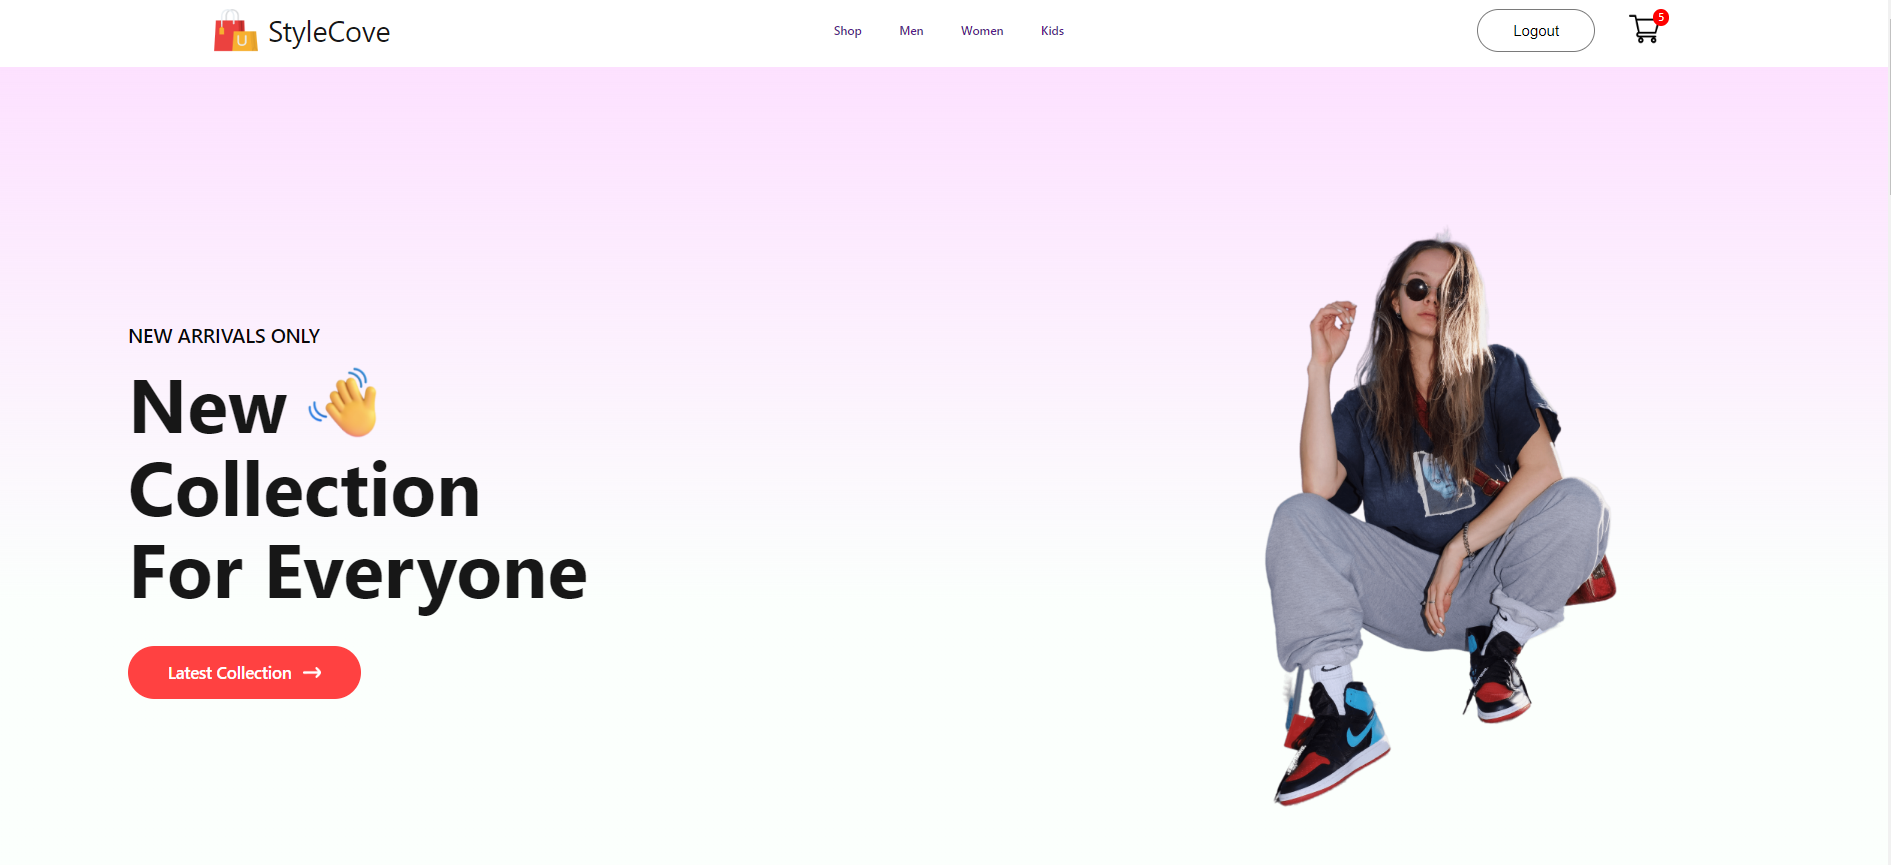 StyleCove
Shop Men Women Kids
Logout
5
NEW ARRIVALS ONLY
New
Collection
For Everyone
Latest Collection →